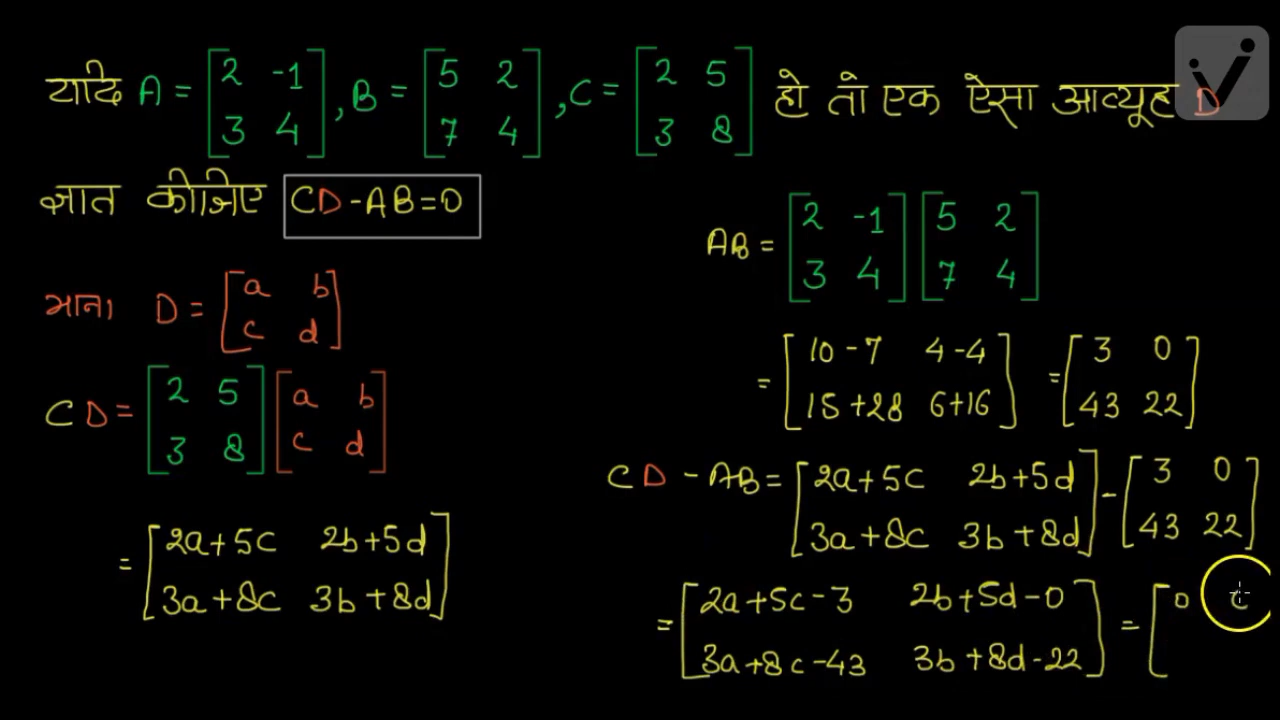 यदि A = [2 -1; 3 4], B = [5 2; 7 4], C = [2 5; 3 8] हो तो एक ऐसा आव्यूह D
ज्ञात कीजिए CD - AB = 0
माना D = [a b; c d]
CD = [2 5; 3 8] [a b; c d]
= [2a+5c 2b+5d; 3a+8c 3b+8d]
AB = [2 -1; 3 4] [5 2; 7 4]
= [10-7 4-4; 15+28 6+16] = [3 0; 43 22]
CD - AB = [2a+5c 2b+5d; 3a+8c 3b+8d] - [3 0; 43 22]
= [2a+5c-3 2b+5d-0; 3a+8c-43 3b+8d-22] = [0